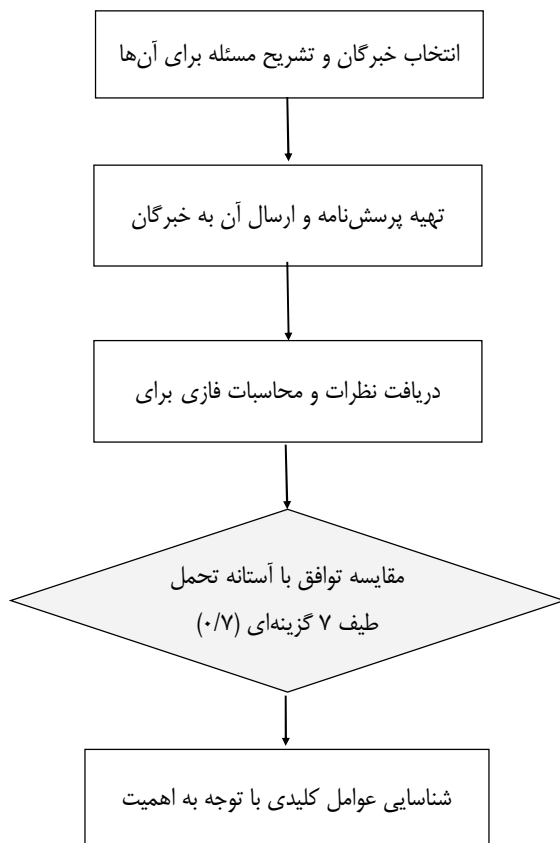 انتخاب خبرگان و تشریح مسئله برای آن‌ها
تهیه پرسش‌نامه و ارسال آن به خبرگان
دریافت نظرات و محاسبات فازی برای
مقایسه توافق با آستانه تحمل
طیف ۷ گزینه‌ای (۰/۷)
شناسایی عوامل کلیدی با توجه به اهمیت